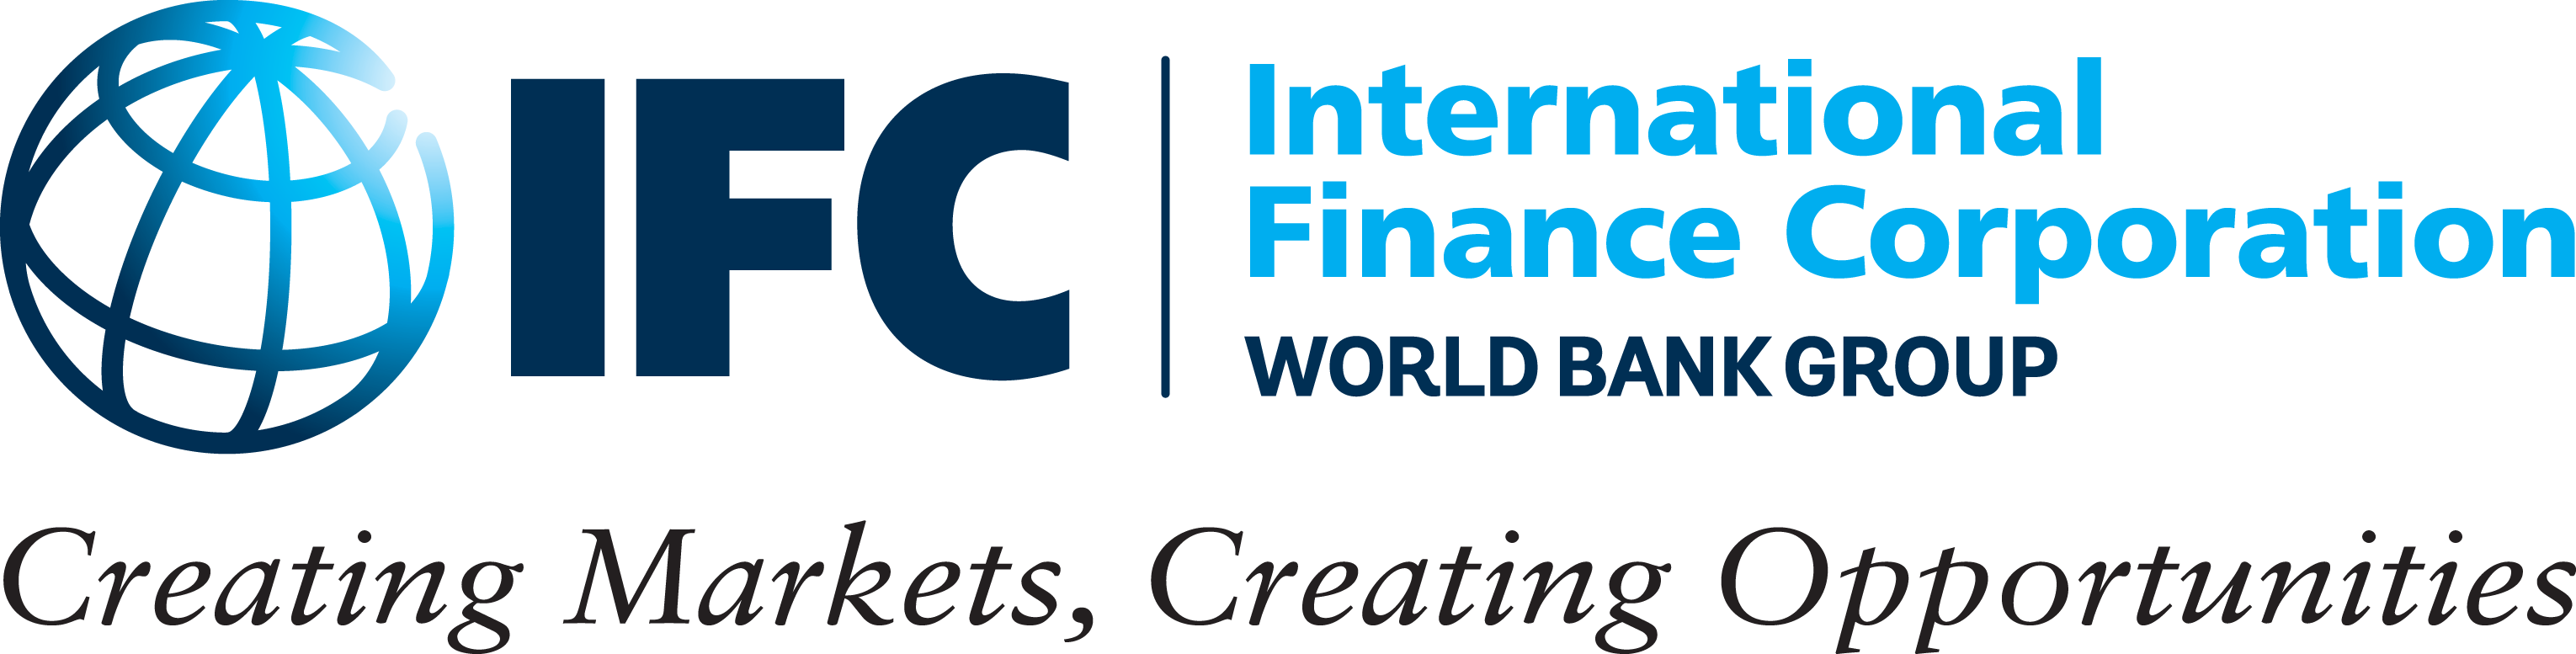 IFC
International
Finance Corporation
WORLD BANK GROUP
Creating Markets, Creating Opportunities